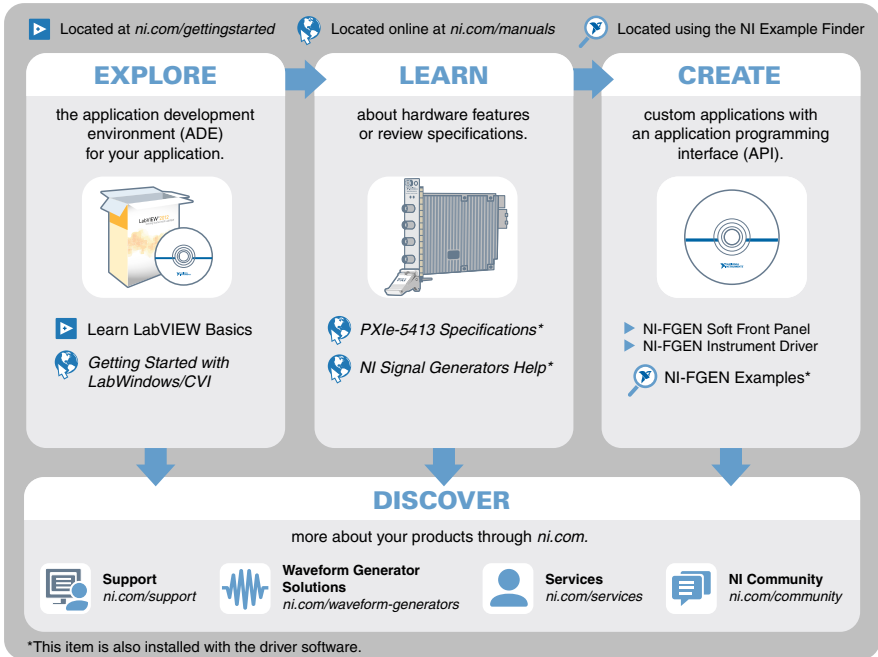 Located at ni.com/gettingstarted
Located online at ni.com/manuals
Located using the NI Example Finder
EXPLORE
the application development
environment (ADE)
for your application.
LabVIEW
Learn LabVIEW Basics
Getting Started with
LabWindows/CVI
LEARN
about hardware features
or review specifications.
PXIe-5413 Specifications*
NI Signal Generators Help*
CREATE
custom applications with
an application programming
interface (API).
NATIONAL
INSTRUMENTS
NI-FGEN Soft Front Panel
NI-FGEN Instrument Driver
NI-FGEN Examples*
DISCOVER
more about your products through ni.com.
Support
ni.com/support
Waveform Generator
Solutions
ni.com/waveform-generators
Services
ni.com/services
NI Community
ni.com/community
*This item is also installed with the driver software.